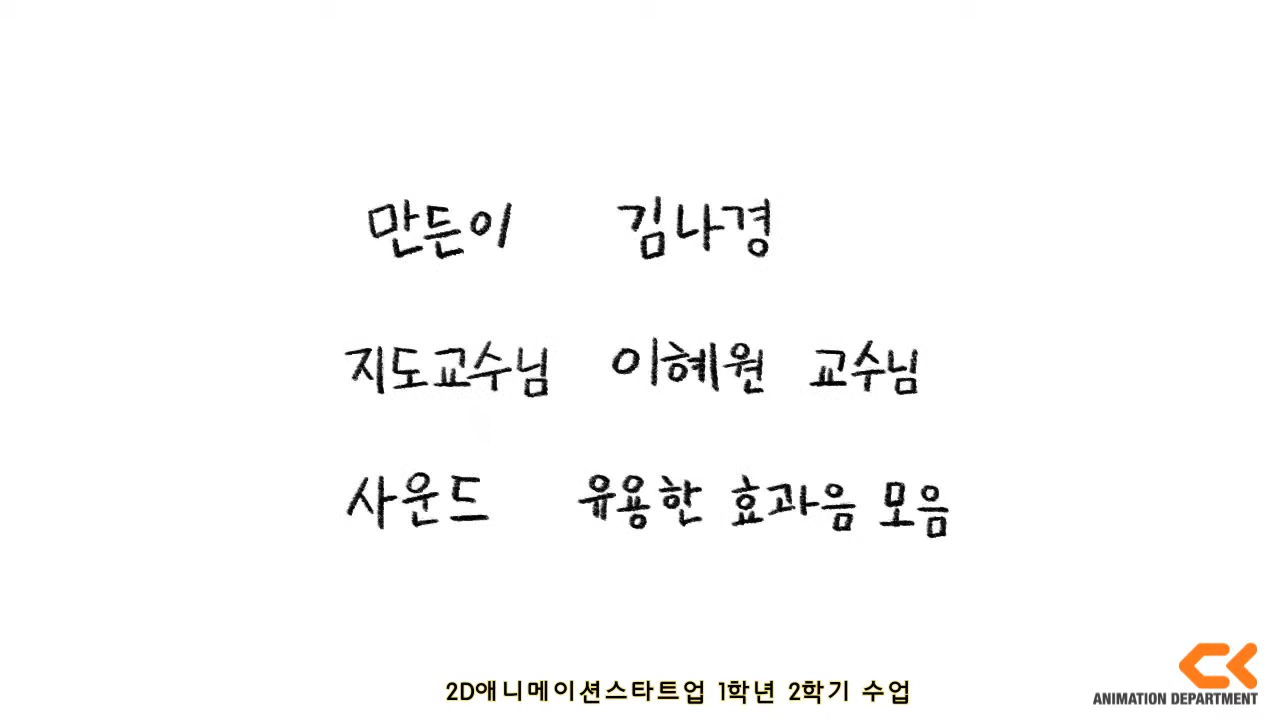 만든이 김나경
지도교수님 이혜원 교수님
사운드 유용한 효과음 모음
2D애니메이션스타트업 1학년 2학기 수업
CK
ANIMATION DEPARTMENT